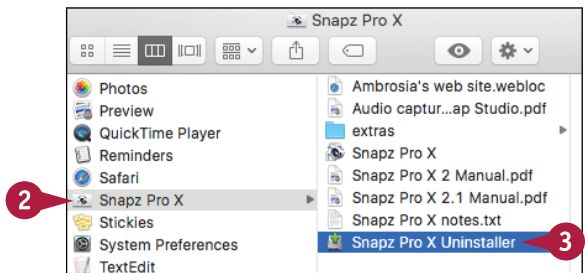 Snapz Pro X
Photos
Preview
QuickTime Player
Reminders
Safari
2
Snapz Pro X
Stickies
System Preferences
TextEdit
Ambrosia's web site.webloc
Audio captur...ap Studio.pdf
extras
Snapz Pro X
Snapz Pro X 2 Manual.pdf
Snapz Pro X 2.1 Manual.pdf
Snapz Pro X notes.txt
Snapz Pro X Uninstaller
3